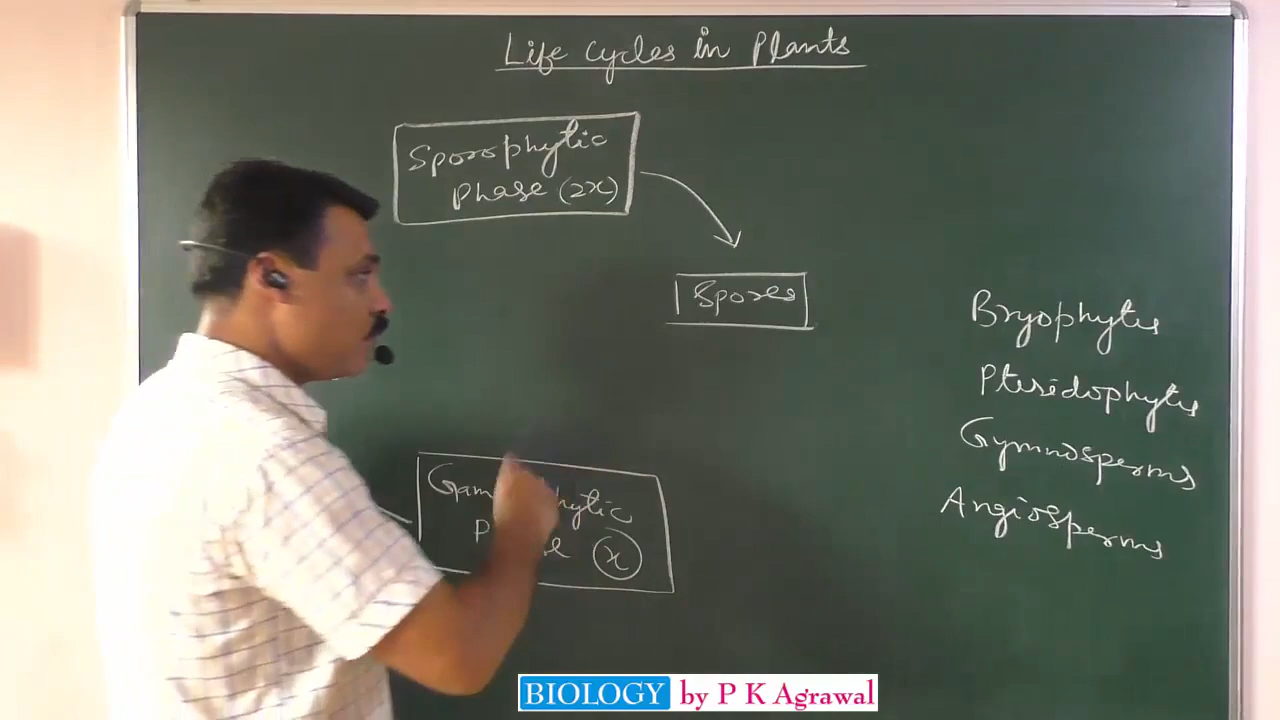 Life Cycles in Plants
Sporophytic
Phase (2x)
Spores
Bryophytes
Pteridophytes
Gymnosperms
Angiosperms
x
BIOLOGY by P K Agrawal